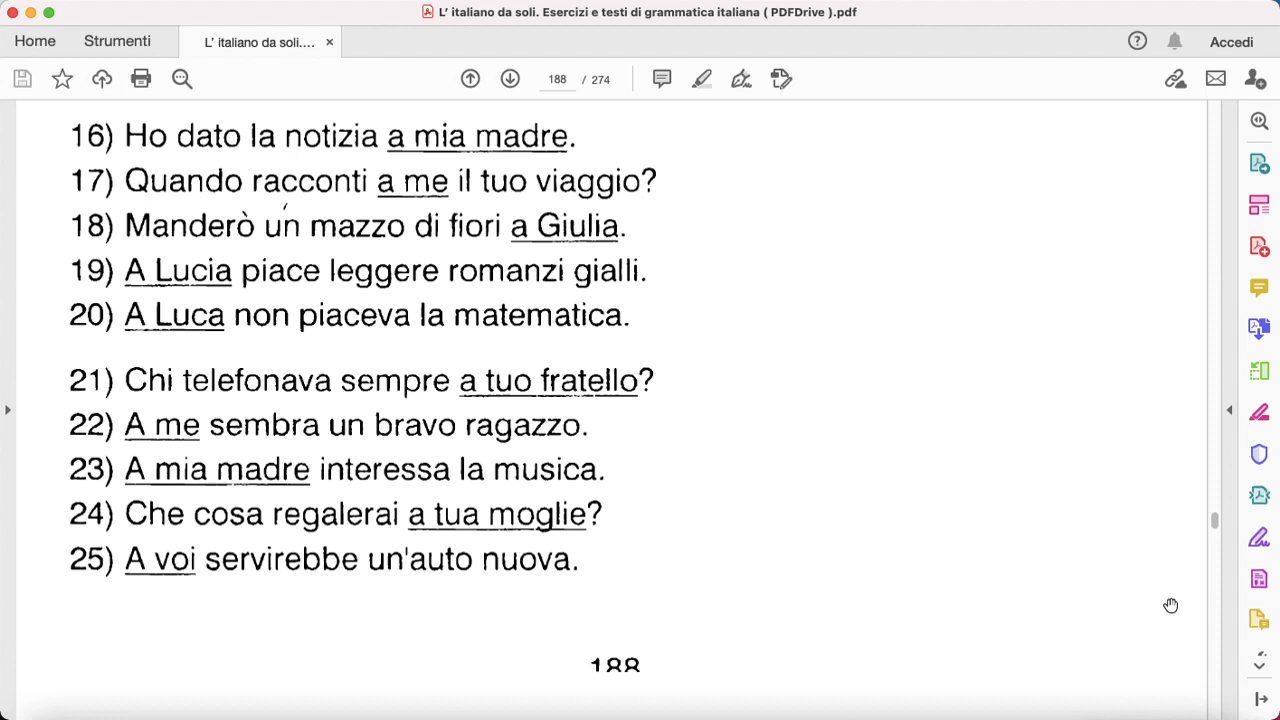 L' italiano da soli. Esercizi e testi di grammatica italiana ( PDFDrive ).pdf
Home Strumenti L' italiano da soli.... × ? Accedi
188 / 274
16) Ho dato la notizia a mia madre.
17) Quando racconti a me il tuo viaggio?
18) Manderò un mazzo di fiori a Giulia.
19) A Lucia piace leggere romanzi gialli.
20) A Luca non piaceva la matematica.
21) Chi telefonava sempre a tuo fratello?
22) A me sembra un bravo ragazzo.
23) A mia madre interessa la musica.
24) Che cosa regalerai a tua moglie?
25) A voi servirebbe un'auto nuova.
188